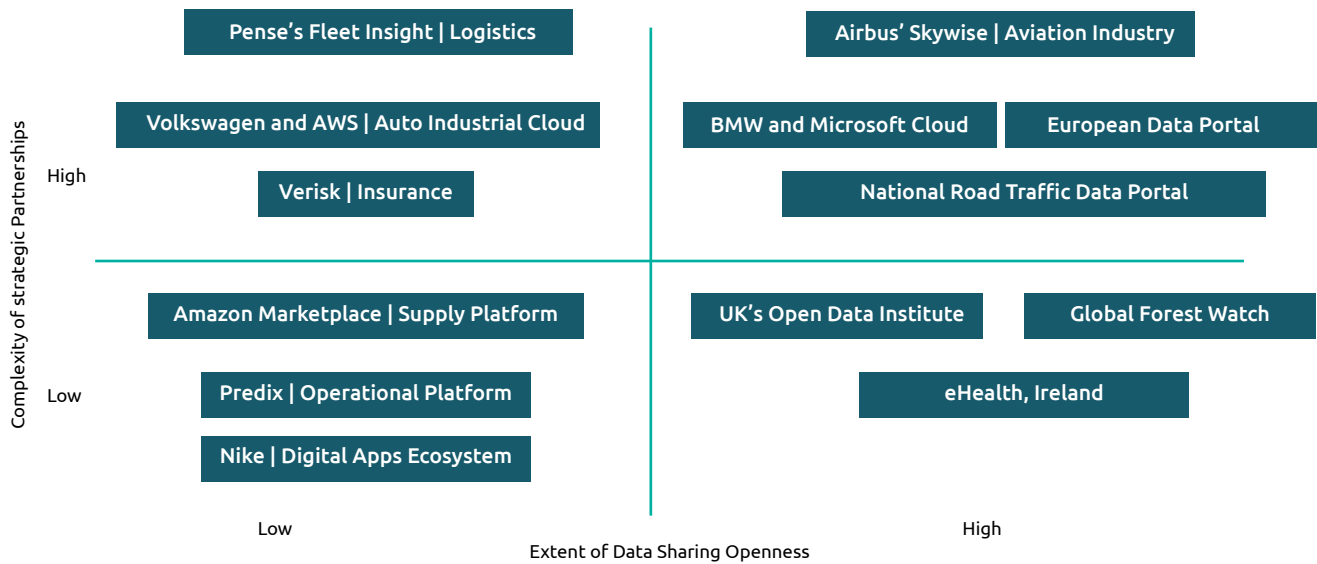 Pense's Fleet Insight | Logistics
Airbus' Skywise | Aviation Industry
Volkswagen and AWS | Auto Industrial Cloud
BMW and Microsoft Cloud
European Data Portal
High
Verisk | Insurance
National Road Traffic Data Portal
Complexity of strategic Partnerships
Amazon Marketplace | Supply Platform
UK's Open Data Institute
Global Forest Watch
Low
Predix | Operational Platform
eHealth, Ireland
Nike | Digital Apps Ecosystem
Low
High
Extent of Data Sharing Openness